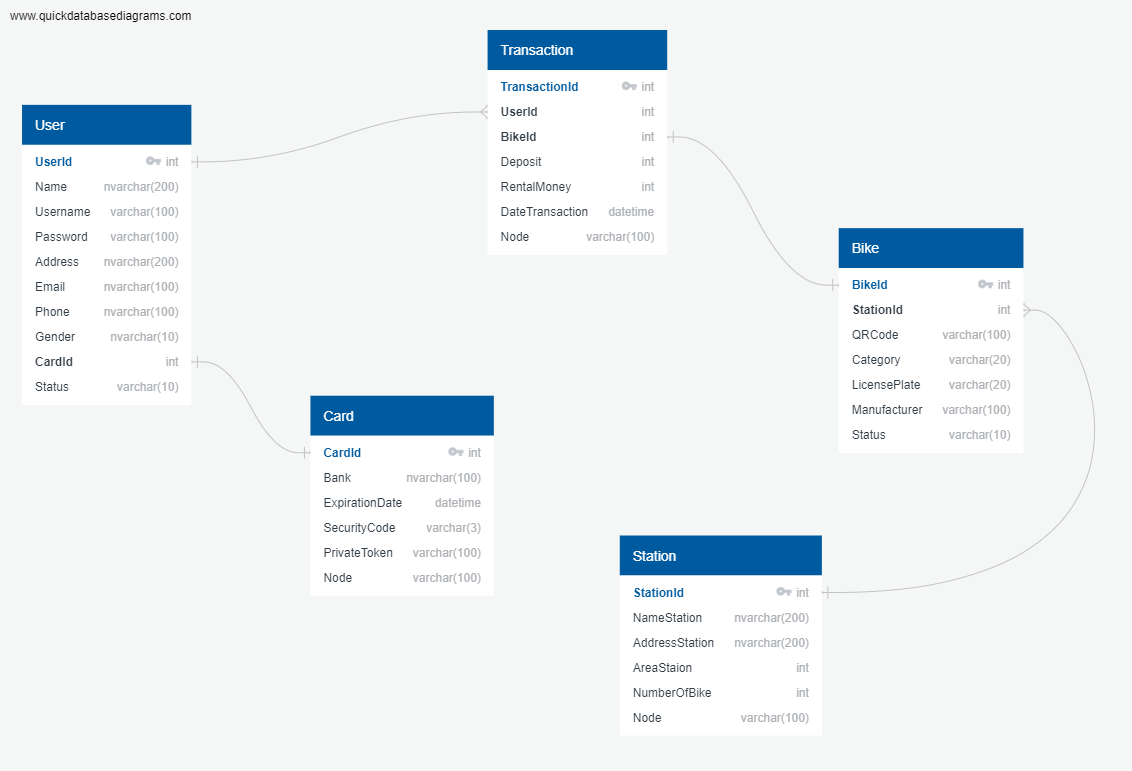 www.quickdatabasediagrams.com
Transaction
TransactionId int
UserId int
BikeId int
Deposit int
RentalMoney int
DateTransaction datetime
Node varchar(100)
User
UserId int
Name nvarchar(200)
Username varchar(100)
Password varchar(100)
Address nvarchar(200)
Email nvarchar(100)
Phone nvarchar(100)
Gender nvarchar(10)
CardId int
Status varchar(10)
Bike
BikeId int
StationId int
QRCode varchar(100)
Category varchar(20)
LicensePlate varchar(20)
Manufacturer varchar(100)
Status varchar(10)
Card
CardId int
Bank nvarchar(100)
ExpirationDate datetime
SecurityCode varchar(3)
PrivateToken varchar(100)
Node varchar(100)
Station
StationId int
NameStation nvarchar(200)
AddressStation nvarchar(200)
AreaStaion int
NumberOfBike int
Node varchar(100)